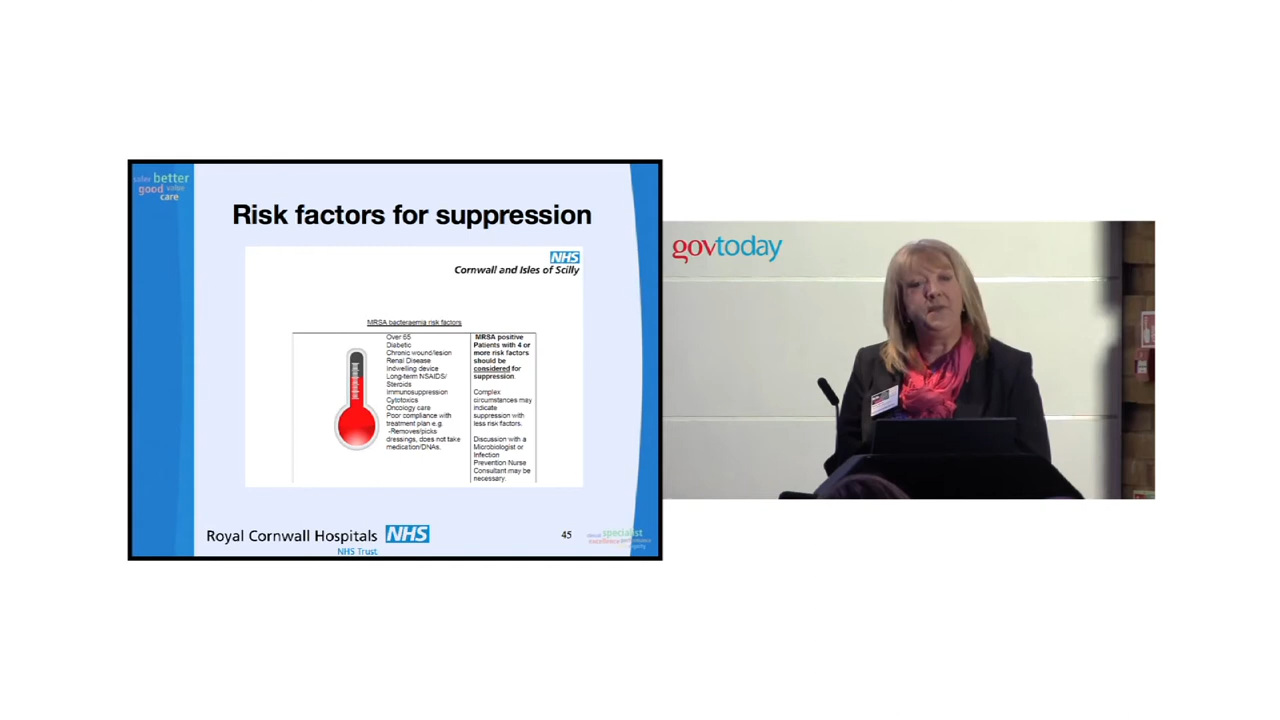 safer better
good value
care
Risk factors for suppression
NHS
Cornwall and Isles of Scilly
MRSA bacteraemia risk factors
Over 65
Diabetic
Chronic wound/lesion
Renal Disease
Indwelling device
Long-term NSAIDS/
Steroids
Immunosuppression
Cytotoxics
Oncology care
Poor compliance with
treatment plan e.g.
-Removes/picks
dressings, does not take
medication/DNAs.
MRSA positive
Patients with 4 or
more risk factors
should be
considered for
suppression.
Complex
circumstances may
indicate
suppression with
less risk factors.
Discussion with a
Microbiologist or
Infection
Prevention Nurse
Consultant may be
necessary.
Royal Cornwall Hospitals NHS
NHS Trust
45
specialist
excellence
govtoday